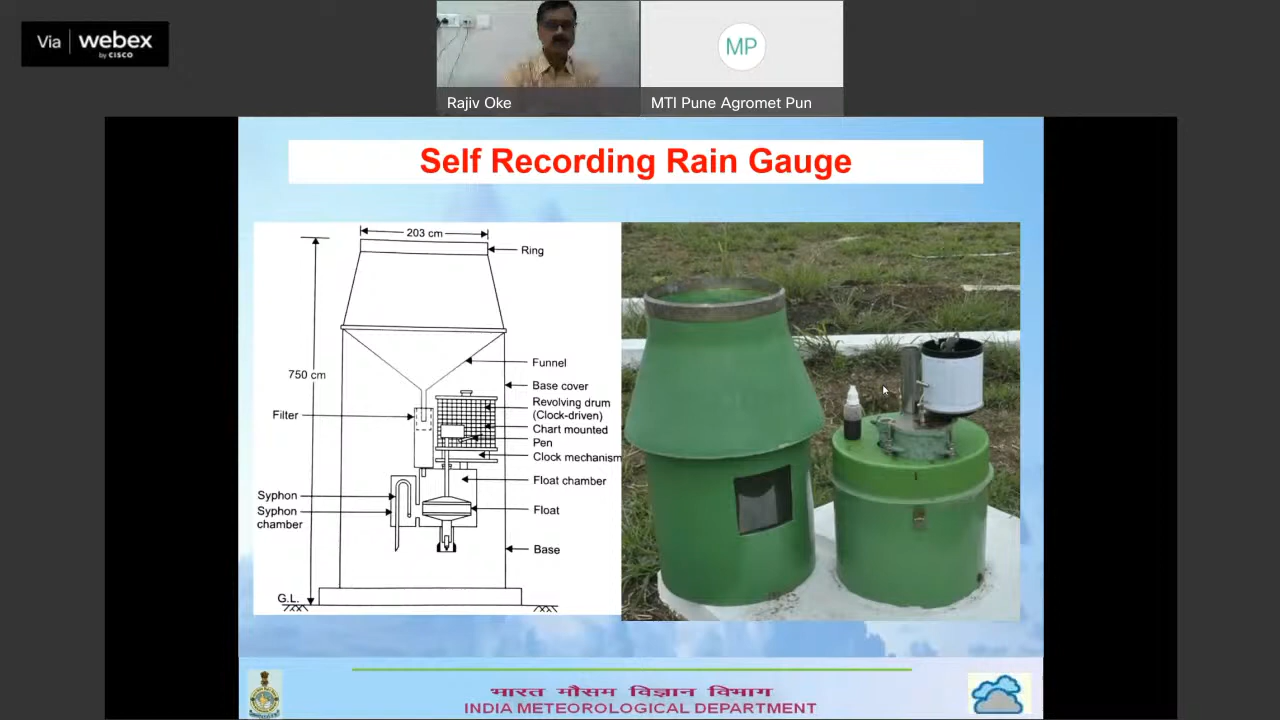 Via webex
by CISCO
MP
Rajiv Oke
MTI Pune Agromet Pun
Self Recording Rain Gauge
203 cm
Ring
750 cm
Funnel
Base cover
Filter
Revolving drum
(Clock-driven)
Chart mounted
Pen
Clock mechanism
Float chamber
Syphon
Syphon
chamber
Float
Base
G.L.
भारत मौसम विज्ञान विभाग
INDIA METEOROLOGICAL DEPARTMENT